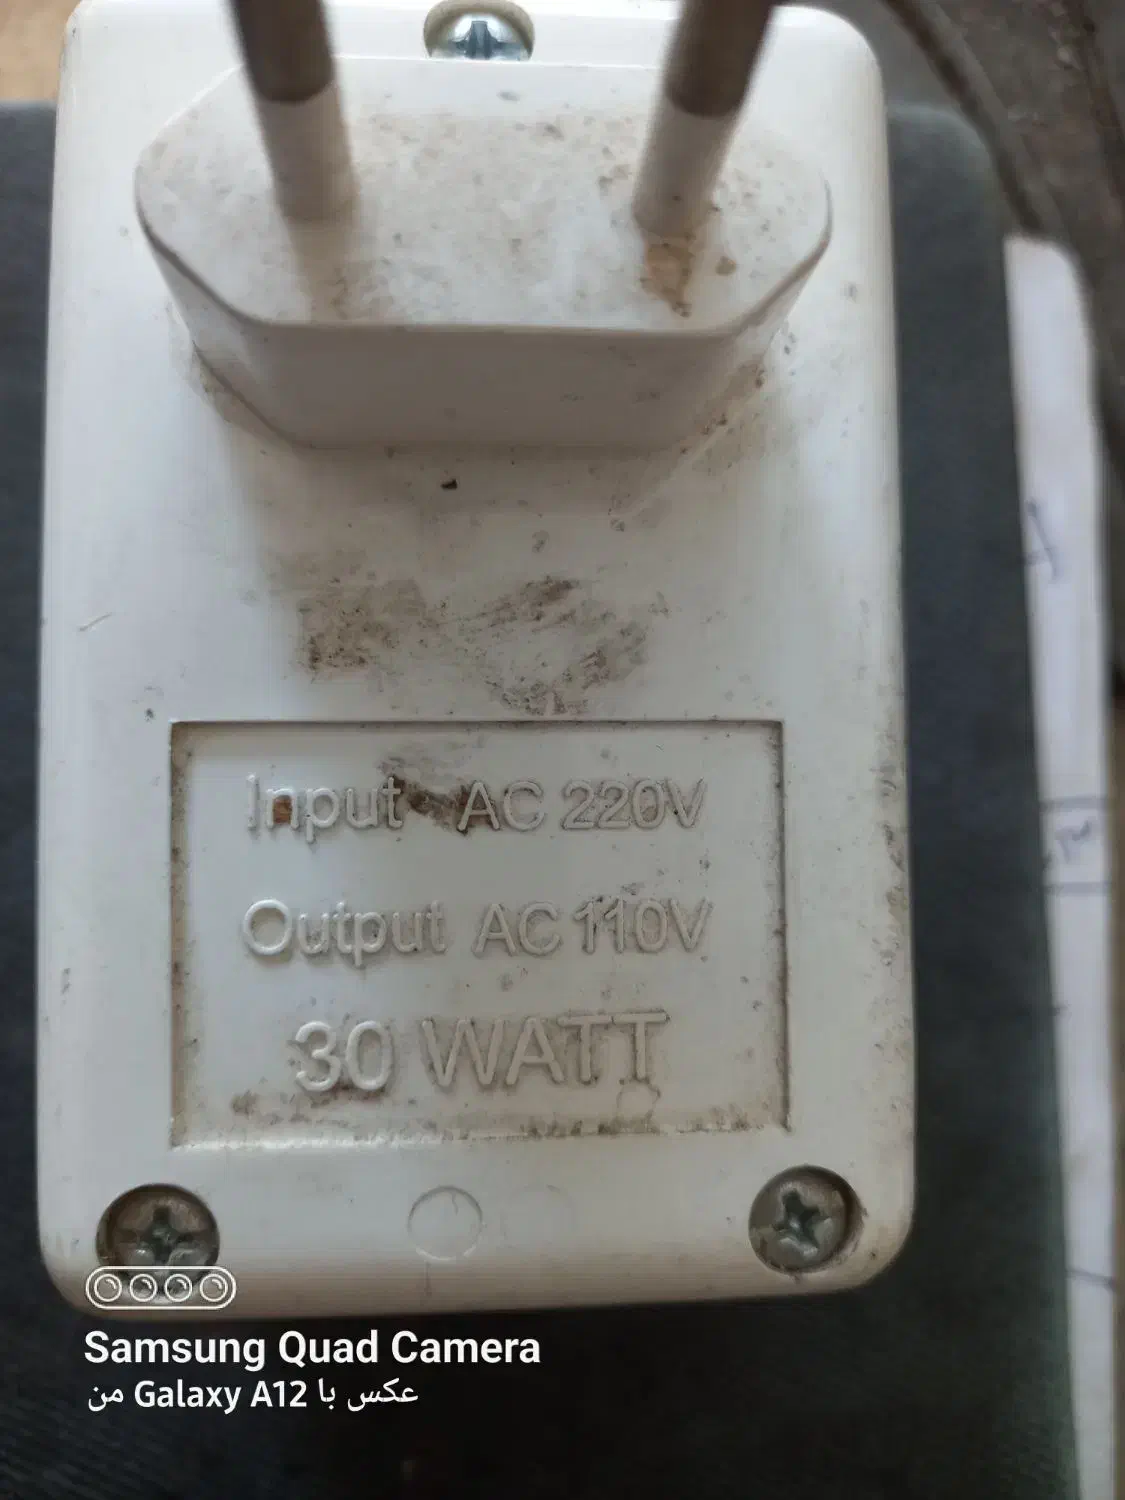 Input AC 220V
Output AC 110V
30 WATT
Samsung Quad Camera
عکس با Galaxy A12 من